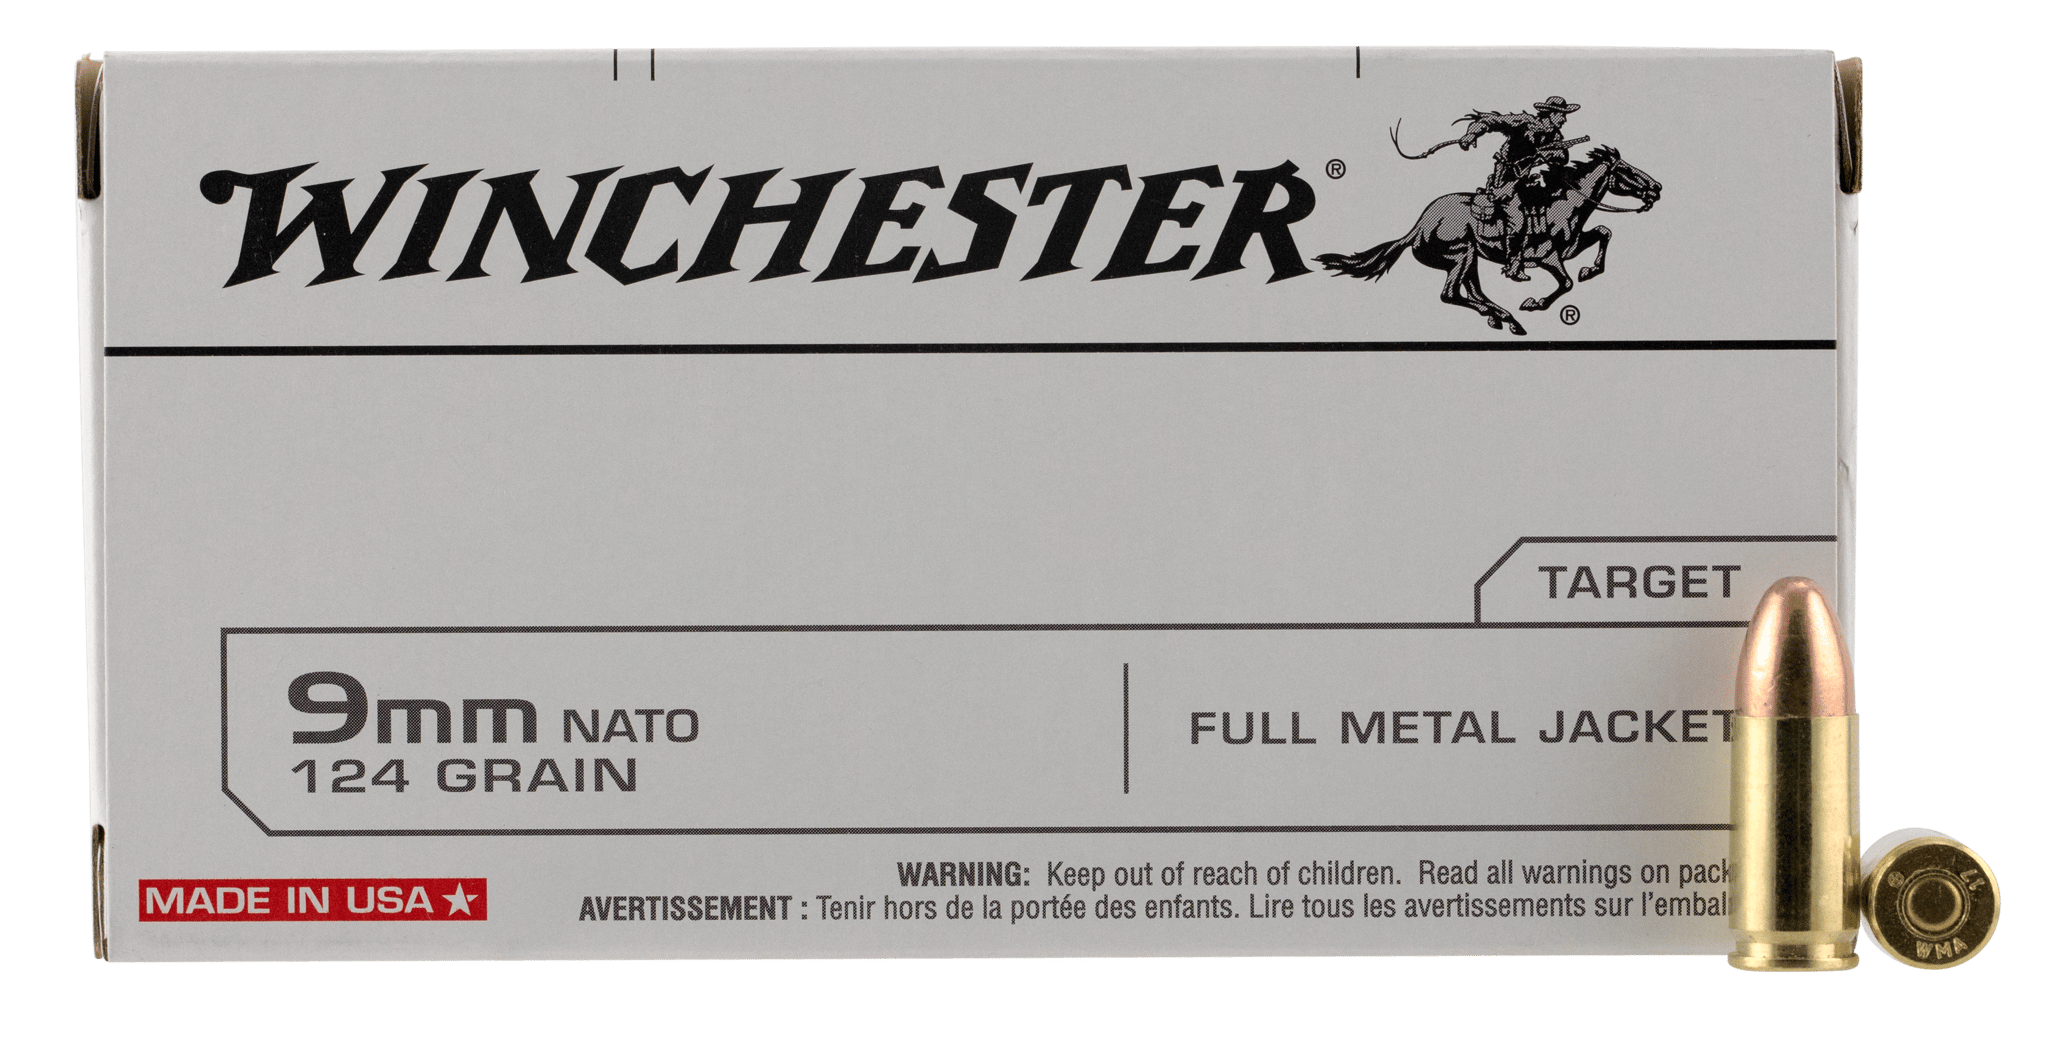 WINCHESTER®
®
TARGET
9mm NATO
124 GRAIN
FULL METAL JACKET
MADE IN USA
WARNING: Keep out of reach of children. Read all warnings on pack
AVERTISSEMENT : Tenir hors de la portée des enfants. Lire tous les avertissements sur l'embal
WMA
17